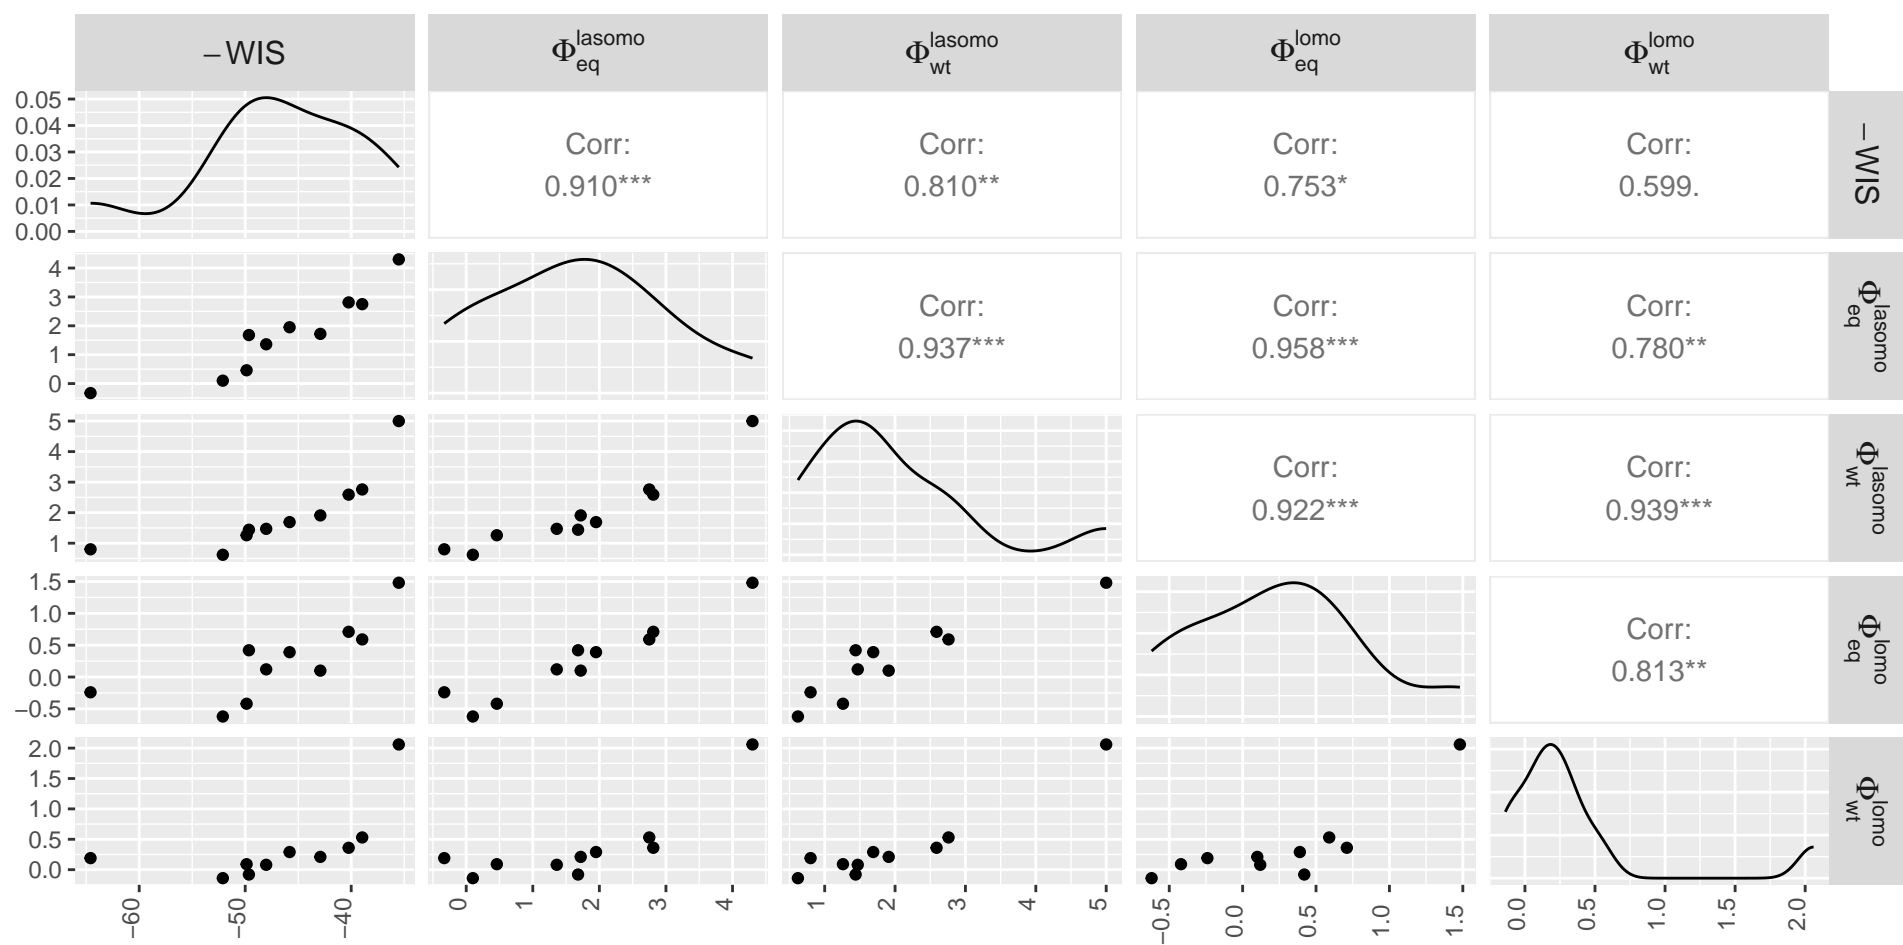 −WIS Φ_eq^lasomo Φ_wt^lasomo Φ_eq^lomo Φ_wt^lomo
0.05
0.04
0.03
0.02
0.01
0.00
Corr:
0.910***
Corr:
0.810**
Corr:
0.753*
Corr:
0.599.
−WIS
4
3
2
1
0
Corr:
0.937***
Corr:
0.958***
Corr:
0.780**
Φ_eq^lasomo
5
4
3
2
1
Corr:
0.922***
Corr:
0.939***
Φ_wt^lasomo
1.5
1.0
0.5
0.0
−0.5
Corr:
0.813**
Φ_eq^lomo
2.0
1.5
1.0
0.5
0.0
Φ_wt^lomo
−60 −50 −40
0 1 2 3 4
1 2 3 4 5
−0.5 0.0 0.5 1.0 1.5
0.0 0.5 1.0 1.5 2.0